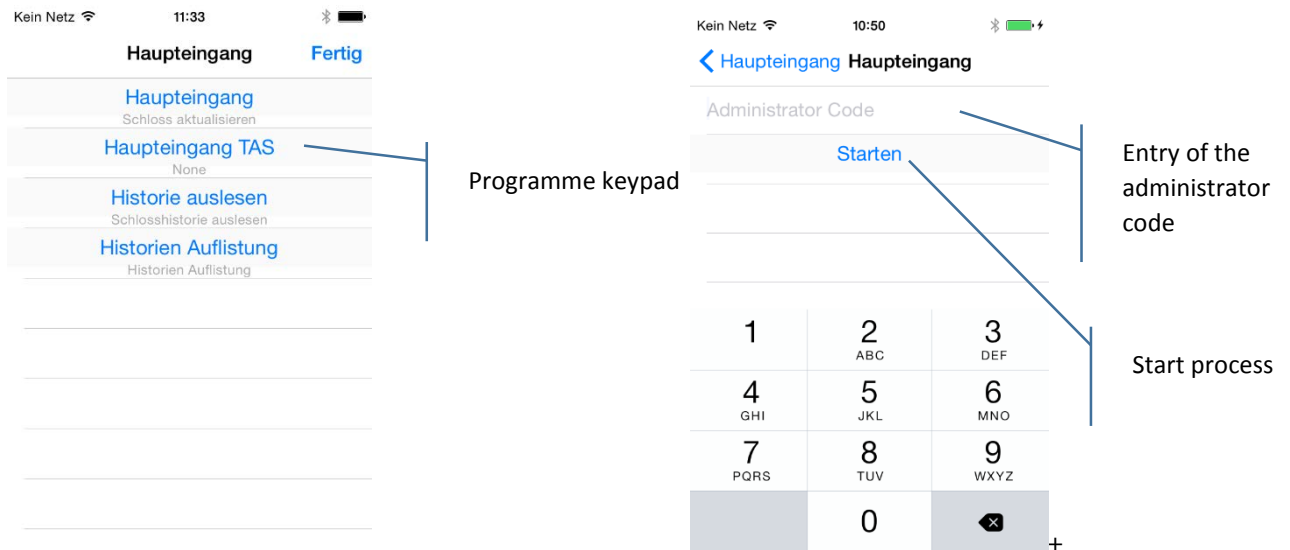 Kein Netz 11:33
Haupteingang Fertig
Haupteingang
Schloss aktualisieren
Haupteingang TAS
None
Historie auslesen
Schlosshistorie auslesen
Historien Auflistung
Historien Auflistung
Programme keypad
Kein Netz 10:50
Haupteingang Haupteingang
Administrator Code
Starten
Entry of the
administrator
code
Start process
1 2 3
ABC DEF
4 5 6
GHI JKL MNO
7 8 9
PQRS TUV WXYZ
0
+